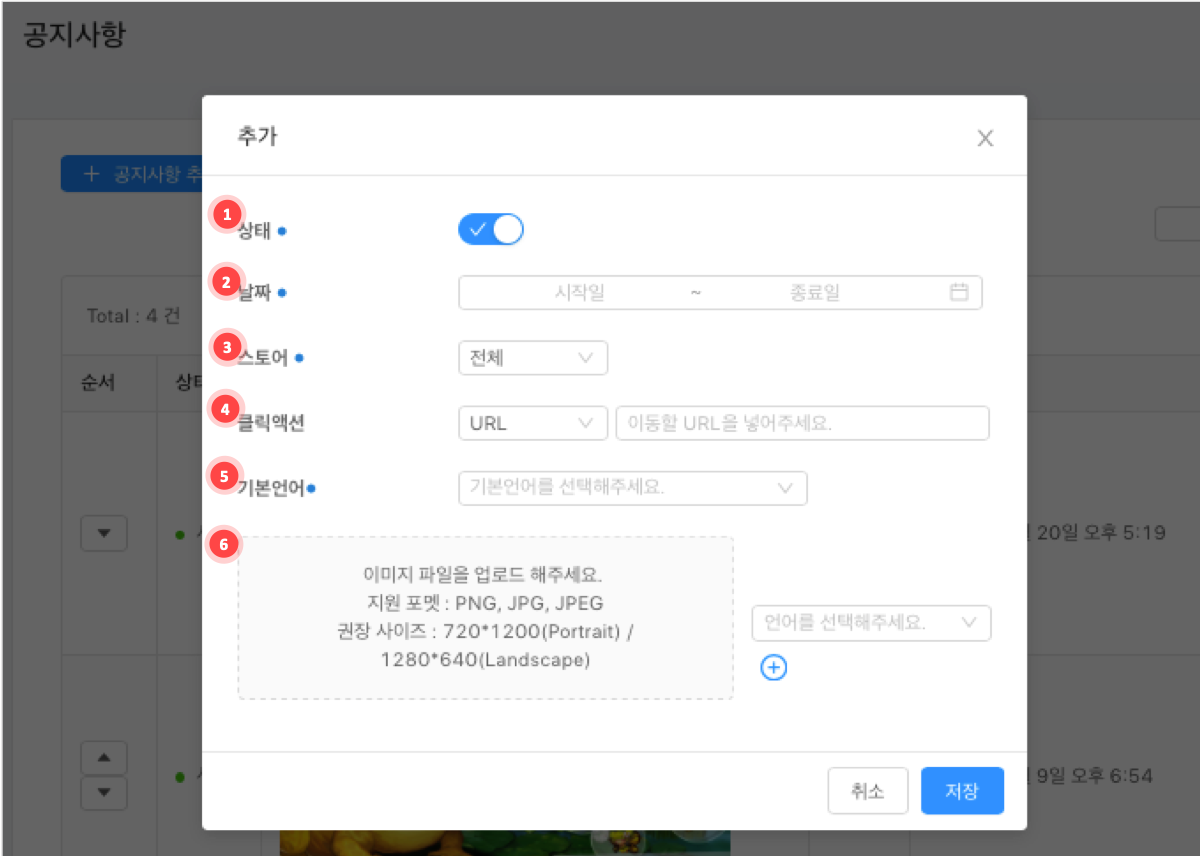 공지사항
추가
+ 공지사항 추
1
상태
2
날짜
시작일 ~ 종료일
Total : 4 건
3
스토어
전체
순서
4
클릭액션
URL
이동할 URL을 넣어주세요.
5
기본언어
기본언어를 선택해주세요.
6
이미지 파일을 업로드 해주세요.
지원 포멧 : PNG, JPG, JPEG
권장 사이즈 : 720*1200(Portrait) /
1280*640(Landscape)
언어를 선택해주세요.
20일 오후 5:19
9일 오후 6:54
취소
저장